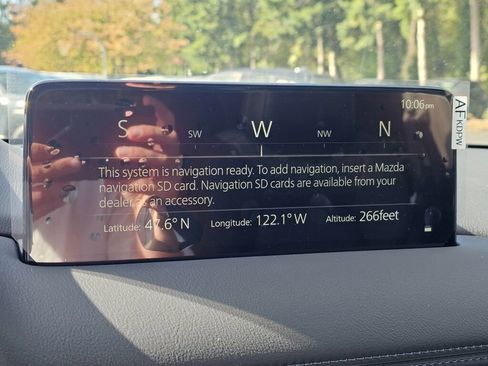 10:06pm
S SW W NW N
This system is navigation ready. To add navigation, insert a Mazda
navigation SD card. Navigation SD cards are available from your
dealer as an accessory.
Latitude: 47.6° N Longitude: 122.1° W Altitude: 266feet
AF KDPW